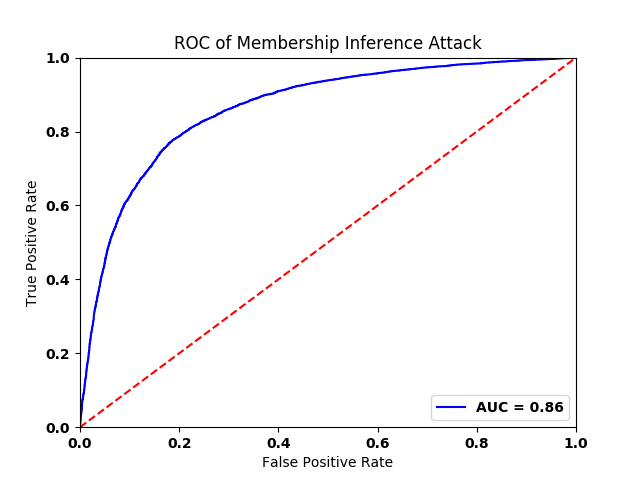 ROC of Membership Inference Attack
1.0
0.8
0.6
0.4
0.2
0.0
True Positive Rate
AUC = 0.86
0.0 0.2 0.4 0.6 0.8 1.0
False Positive Rate